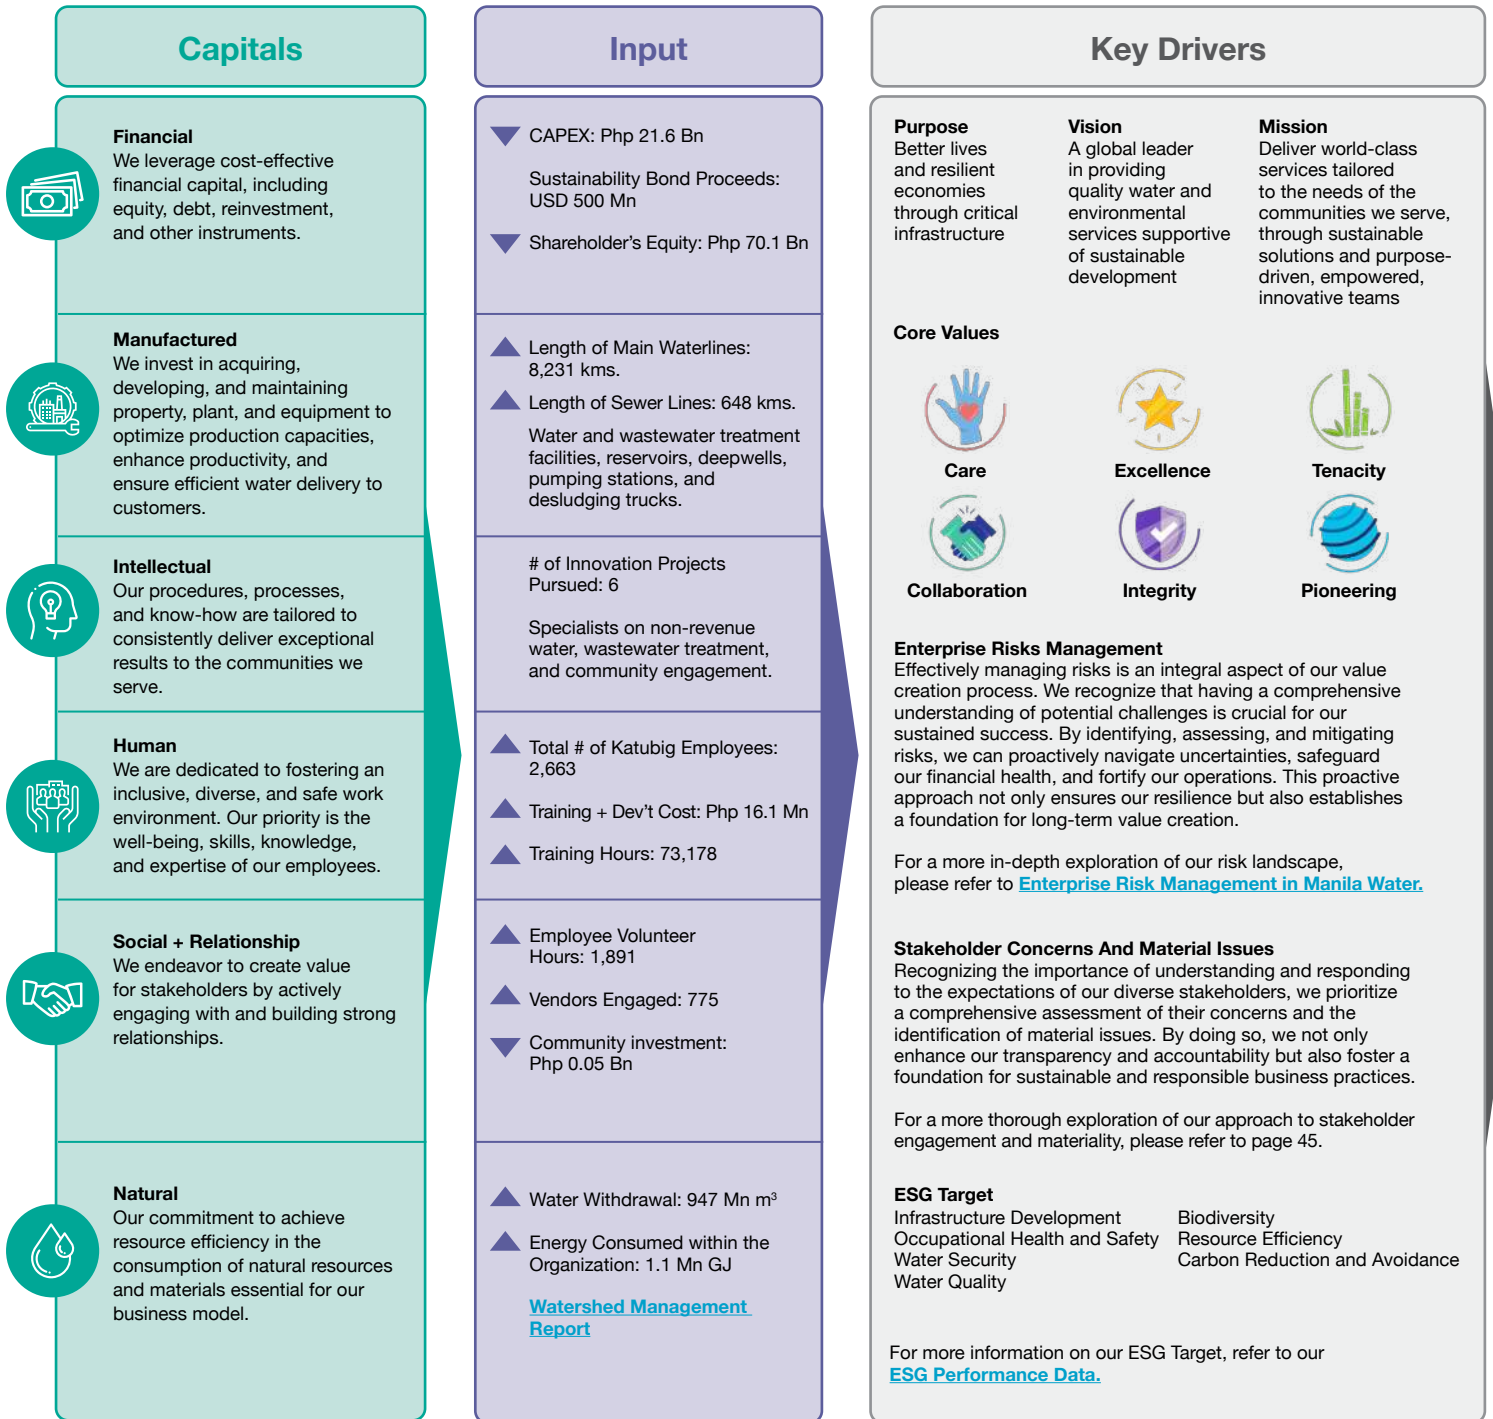 Capitals
Financial
We leverage cost-effective
financial capital, including
equity, debt, reinvestment,
and other instruments.
Manufactured
We invest in acquiring,
developing, and maintaining
property, plant, and equipment to
optimize production capacities,
enhance productivity, and
ensure efficient water delivery to
customers.
Intellectual
Our procedures, processes,
and know-how are tailored to
consistently deliver exceptional
results to the communities we
serve.
Human
We are dedicated to fostering an
inclusive, diverse, and safe work
environment. Our priority is the
well-being, skills, knowledge,
and expertise of our employees.
Social + Relationship
We endeavor to create value
for stakeholders by actively
engaging with and building strong
relationships.
Natural
Our commitment to achieve
resource efficiency in the
consumption of natural resources
and materials essential for our
business model.
Input
CAPEX: Php 21.6 Bn
Sustainability Bond Proceeds:
USD 500 Mn
Shareholder's Equity: Php 70.1 Bn
Length of Main Waterlines:
8,231 kms.
Length of Sewer Lines: 648 kms.
Water and wastewater treatment
facilities, reservoirs, deepwells,
pumping stations, and
desludging trucks.
# of Innovation Projects
Pursued: 6
Specialists on non-revenue
water, wastewater treatment,
and community engagement.
Total # of Katubig Employees:
2,663
Training + Dev't Cost: Php 16.1 Mn
Training Hours: 73,178
Employee Volunteer
Hours: 1,891
Vendors Engaged: 775
Community investment:
Php 0.05 Bn
Water Withdrawal: 947 Mn m³
Energy Consumed within the
Organization: 1.1 Mn GJ
Watershed Management
Report
Key Drivers
Purpose
Better lives
and resilient
economies
through critical
infrastructure
Vision
A global leader
in providing
quality water and
environmental
services supportive
of sustainable
development
Mission
Deliver world-class
services tailored
to the needs of the
communities we serve,
through sustainable
solutions and purpose-
driven, empowered,
innovative teams
Core Values
Care
Excellence
Tenacity
Collaboration
Integrity
Pioneering
Enterprise Risks Management
Effectively managing risks is an integral aspect of our value
creation process. We recognize that having a comprehensive
understanding of potential challenges is crucial for our
sustained success. By identifying, assessing, and mitigating
risks, we can proactively navigate uncertainties, safeguard
our financial health, and fortify our operations. This proactive
approach not only ensures our resilience but also establishes
a foundation for long-term value creation.
For a more in-depth exploration of our risk landscape,
please refer to Enterprise Risk Management in Manila Water.
Stakeholder Concerns And Material Issues
Recognizing the importance of understanding and responding
to the expectations of our diverse stakeholders, we prioritize
a comprehensive assessment of their concerns and the
identification of material issues. By doing so, we not only
enhance our transparency and accountability but also foster a
foundation for sustainable and responsible business practices.
For a more thorough exploration of our approach to stakeholder
engagement and materiality, please refer to page 45.
ESG Target
Infrastructure Development
Occupational Health and Safety
Water Security
Water Quality
Biodiversity
Resource Efficiency
Carbon Reduction and Avoidance
For more information on our ESG Target, refer to our
ESG Performance Data.